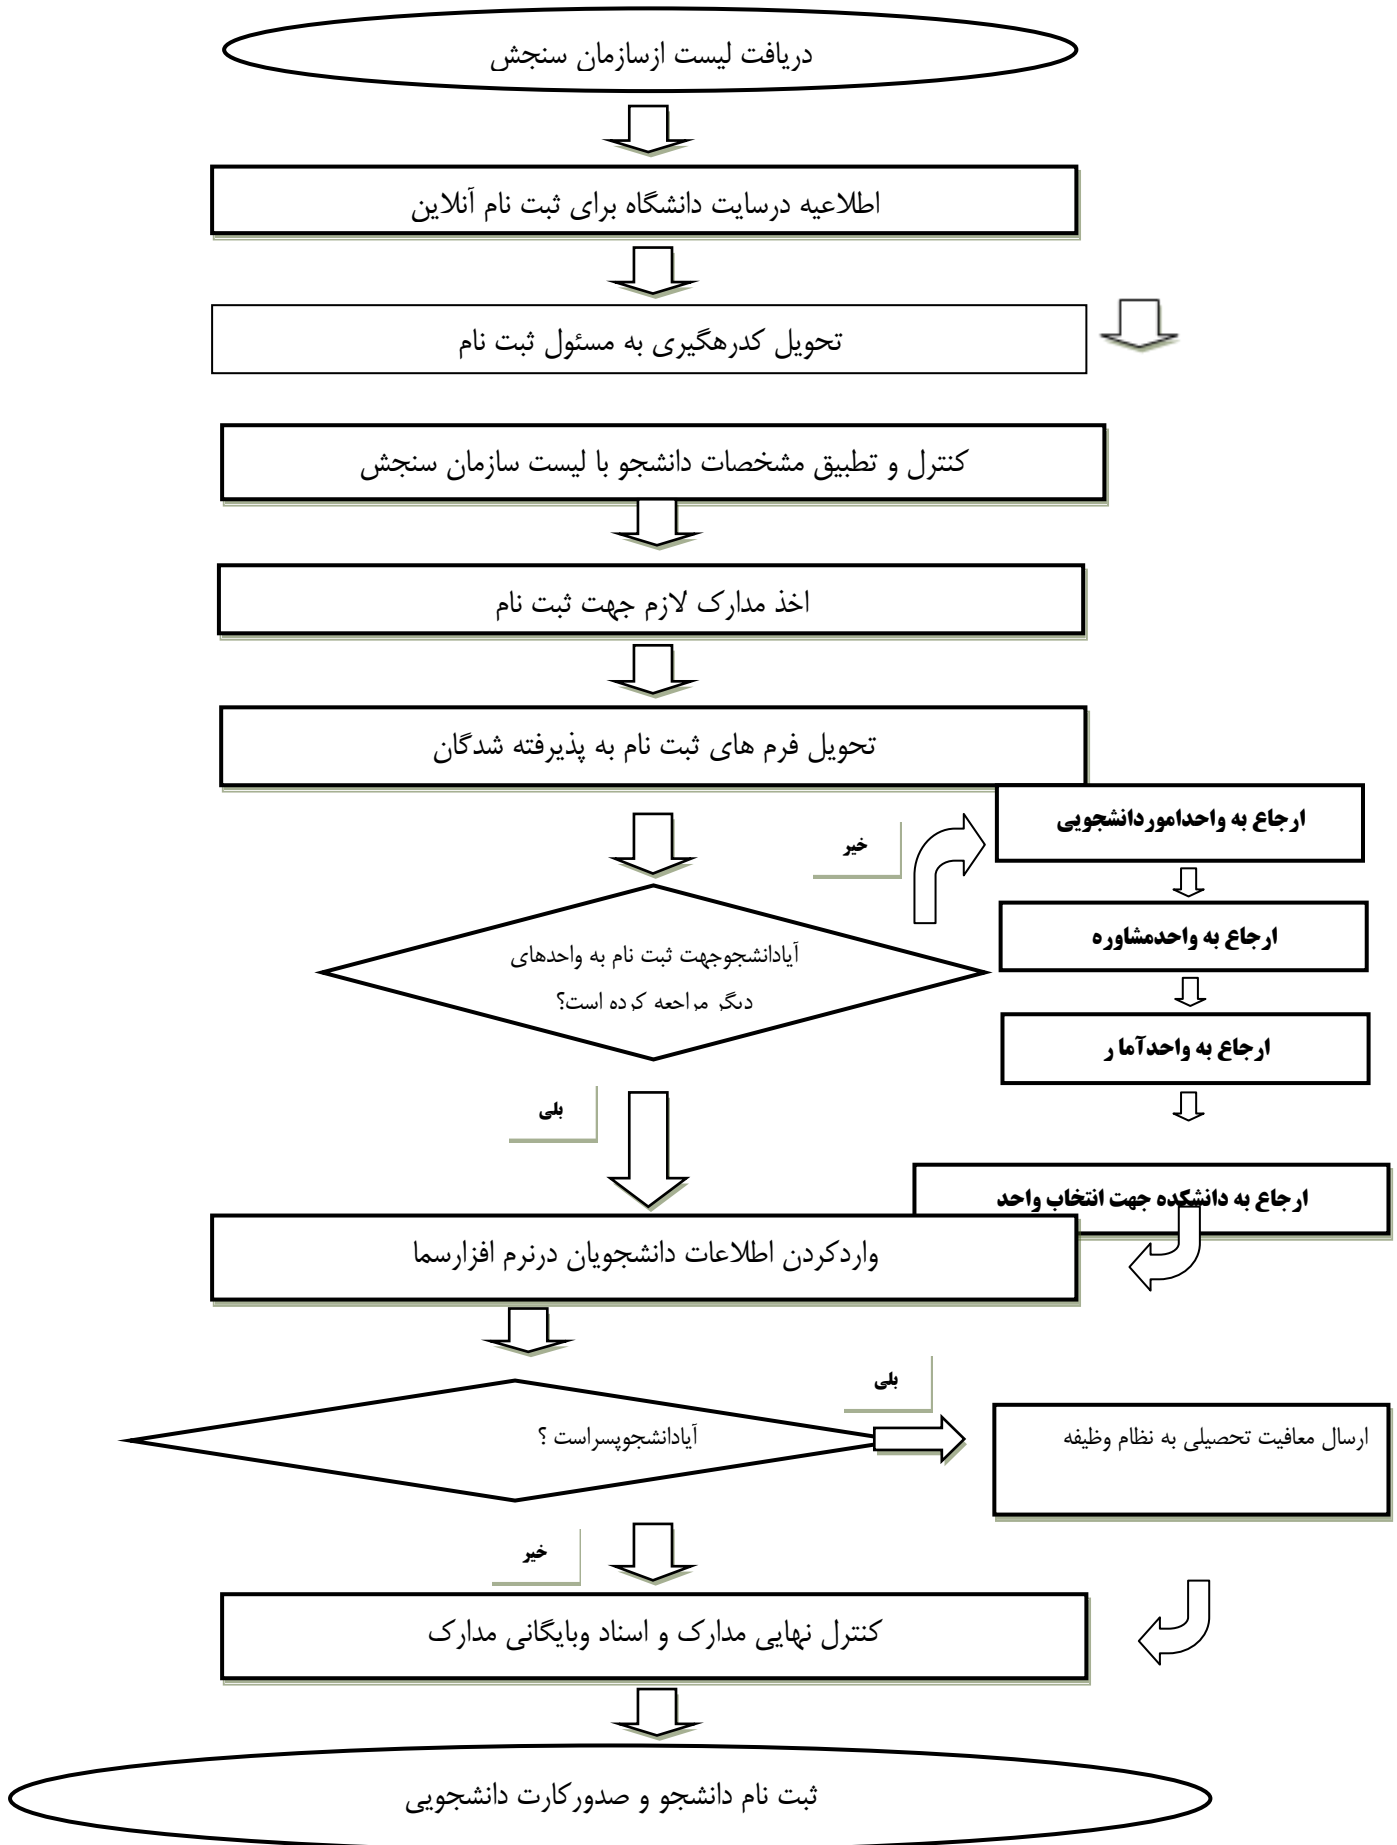 دریافت لیست ازسازمان سنجش
اطلاعیه درسایت دانشگاه برای ثبت نام آنلاین
تحویل کدرهگیری به مسئول ثبت نام
کنترل و تطبیق مشخصات دانشجو با لیست سازمان سنجش
اخذ مدارک لازم جهت ثبت نام
تحویل فرم های ثبت نام به پذیرفته شدگان
ارجاع به واحداموردانشجویی
خیر
ارجاع به واحدمشاوره
آیادانشجوجهت ثبت نام به واحدهای
دیگر مراجعه کرده است؟
ارجاع به واحدآما ر
بلی
ارجاع به دانشکده جهت انتخاب واحد
واردکردن اطلاعات دانشجویان درنرم افزارسما
بلی
آیادانشجوپسراست ؟
ارسال معافیت تحصیلی به نظام وظیفه
خیر
کنترل نهایی مدارک و اسناد وبایگانی مدارک
ثبت نام دانشجو و صدورکارت دانشجویی